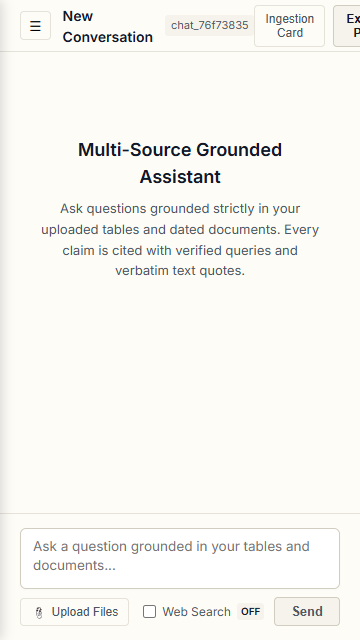 ☰
New
Conversation
chat_76f73835
Ingestion
Card
Multi-Source Grounded
Assistant
Ask questions grounded strictly in your
uploaded tables and dated documents. Every
claim is cited with verified queries and
verbatim text quotes.
Ask a question grounded in your tables and
documents...
Upload Files
Web Search
OFF
Send